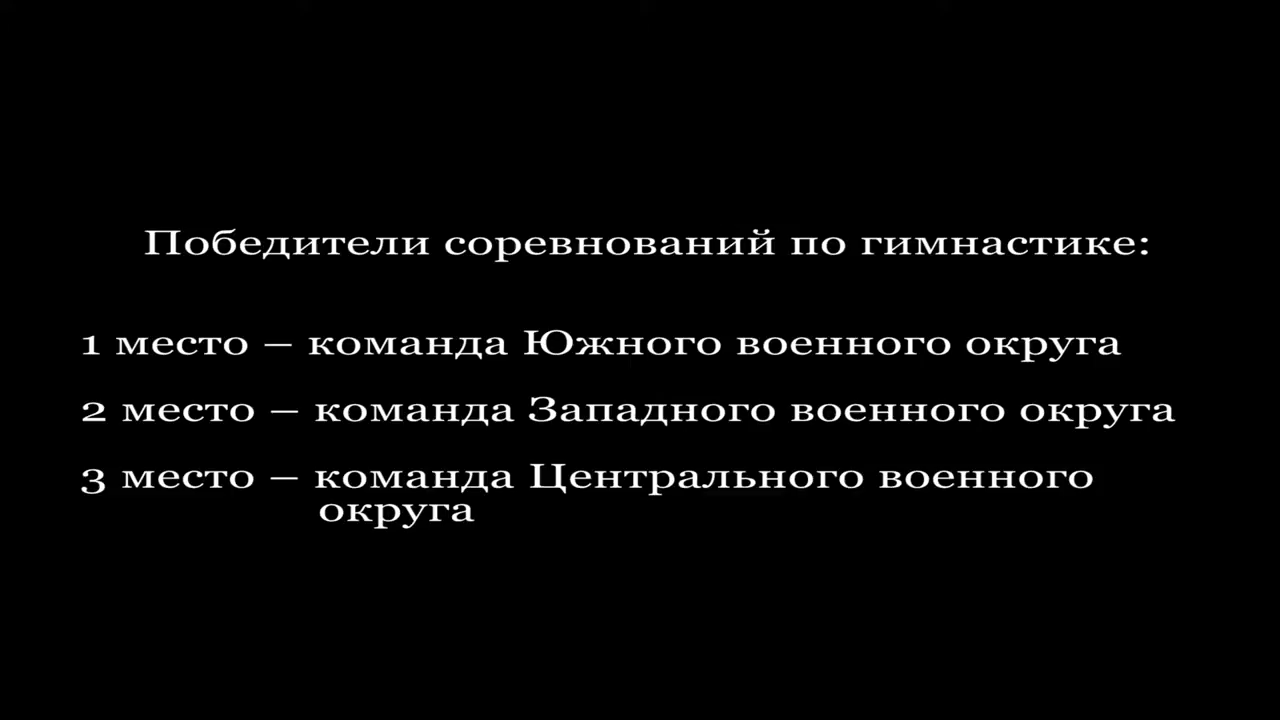 Победители соревнований по гимнастике:
1 место – команда Южного военного округа
2 место – команда Западного военного округа
3 место – команда Центрального военного
округа